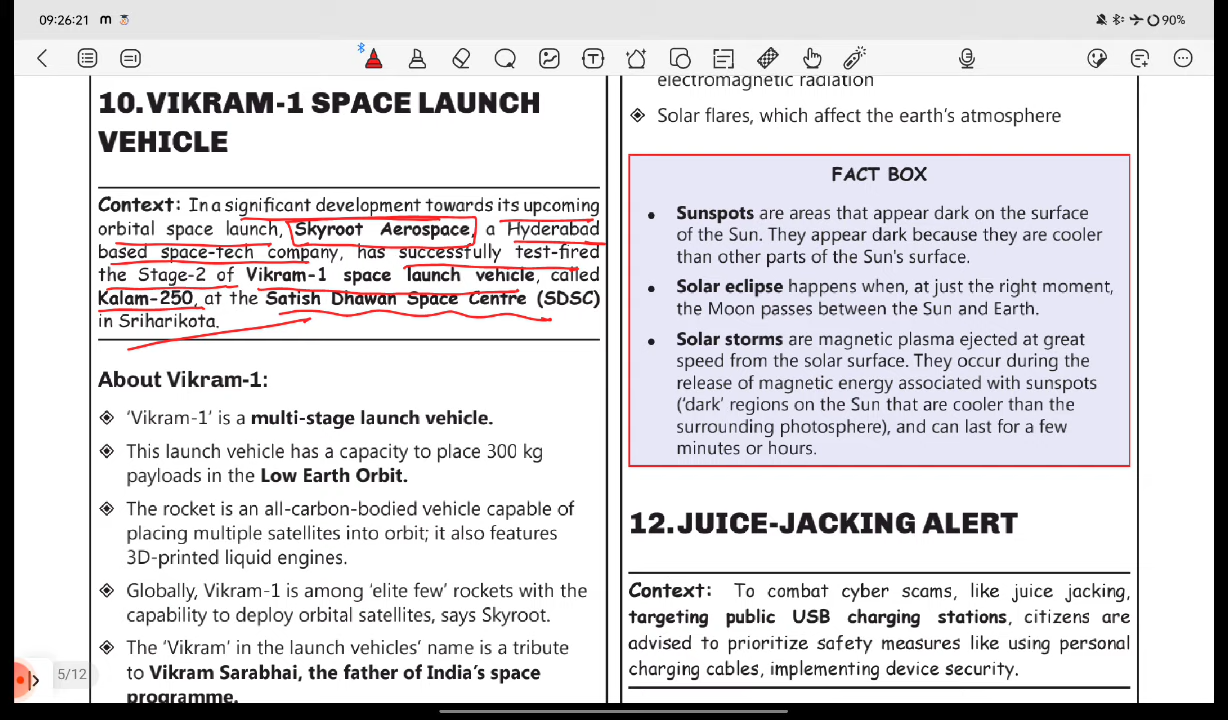 09:26:21
90%
10. VIKRAM-1 SPACE LAUNCH
VEHICLE
Context: In a significant development towards its upcoming
orbital space launch, Skyroot Aerospace, a Hyderabad
based space-tech company, has successfully test-fired
the Stage-2 of Vikram-1 space launch vehicle, called
Kalam-250, at the Satish Dhawan Space Centre (SDSC)
in Sriharikota.
About Vikram-1:
‘Vikram-1’ is a multi-stage launch vehicle.
This launch vehicle has a capacity to place 300 kg
payloads in the Low Earth Orbit.
The rocket is an all-carbon-bodied vehicle capable of
placing multiple satellites into orbit; it also features
3D-printed liquid engines.
Globally, Vikram-1 is among ‘elite few’ rockets with the
capability to deploy orbital satellites, says Skyroot.
The ‘Vikram’ in the launch vehicles’ name is a tribute
to Vikram Sarabhai, the father of India’s space
programme.
5/12
electromagnetic radiation
Solar flares, which affect the earth’s atmosphere
FACT BOX
Sunspots are areas that appear dark on the surface
of the Sun. They appear dark because they are cooler
than other parts of the Sun's surface.
Solar eclipse happens when, at just the right moment,
the Moon passes between the Sun and Earth.
Solar storms are magnetic plasma ejected at great
speed from the solar surface. They occur during the
release of magnetic energy associated with sunspots
(‘dark’ regions on the Sun that are cooler than the
surrounding photosphere), and can last for a few
minutes or hours.
12. JUICE-JACKING ALERT
Context: To combat cyber scams, like juice jacking,
targeting public USB charging stations, citizens are
advised to prioritize safety measures like using personal
charging cables, implementing device security.